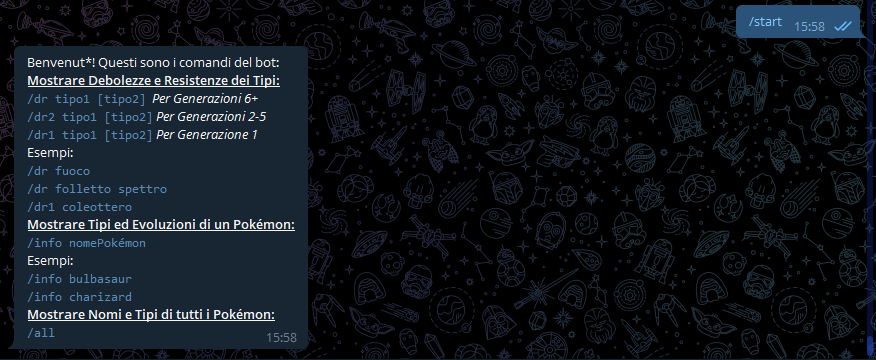 /start
15:58
Benvenut*! Questi sono i comandi del bot:
Mostrare Debolezze e Resistenze dei Tipi:
/dr tipo1 [tipo2] Per Generazioni 6+
/dr2 tipo1 [tipo2] Per Generazioni 2-5
/dr1 tipo1 [tipo2] Per Generazione 1
Esempi:
/dr fuoco
/dr folletto spettro
/dr1 coleottero
Mostrare Tipi ed Evoluzioni di un Pokémon:
/info nomePokémon
Esempi:
/info bulbasaur
/info charizard
Mostrare Nomi e Tipi di tutti i Pokémon:
/all
15:58